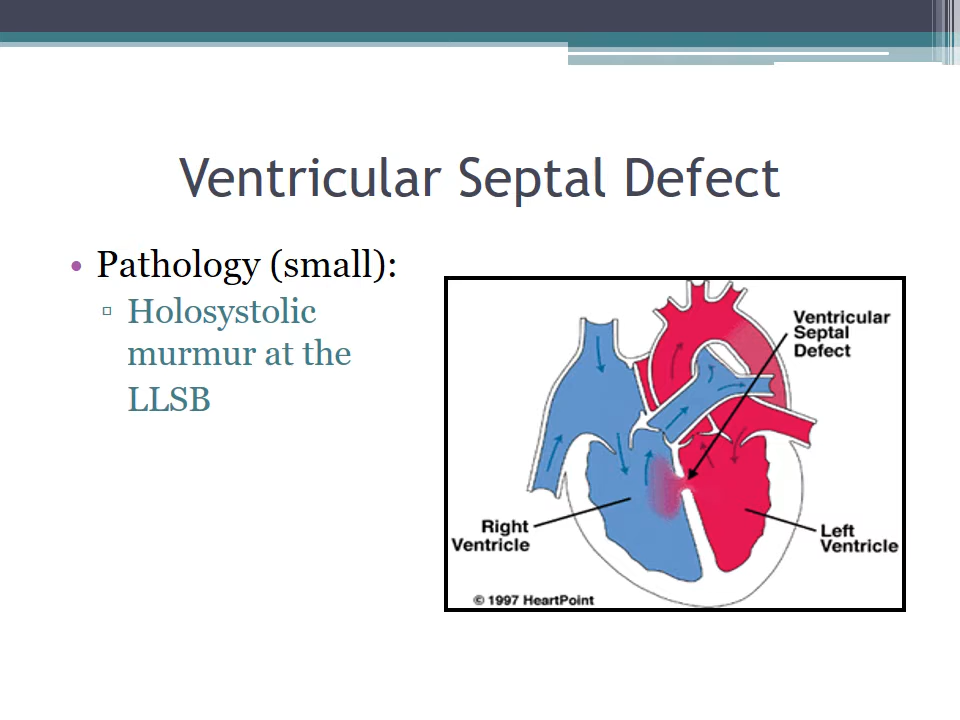 Ventricular Septal Defect
• Pathology (small):
▫ Holosystolic
murmur at the
LLSB
Ventricular
Septal
Defect
Right
Ventricle
Left
Ventricle
© 1997 HeartPoint